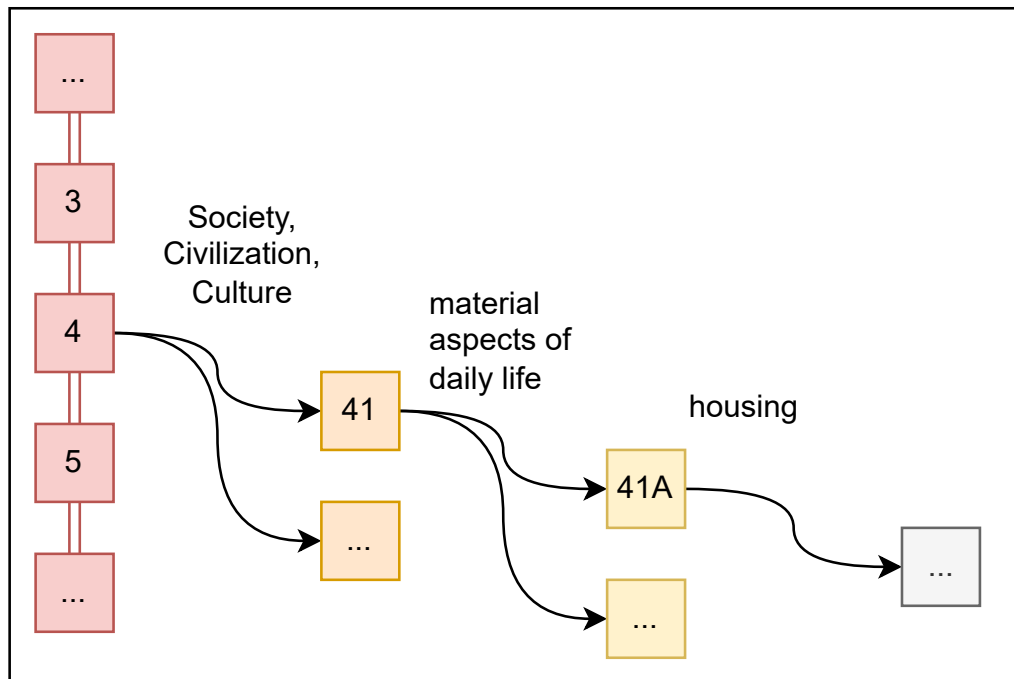 ...
3
Society,
Civilization,
Culture
4
material
aspects of
daily life
41
housing
5
41A
...
...
...
...